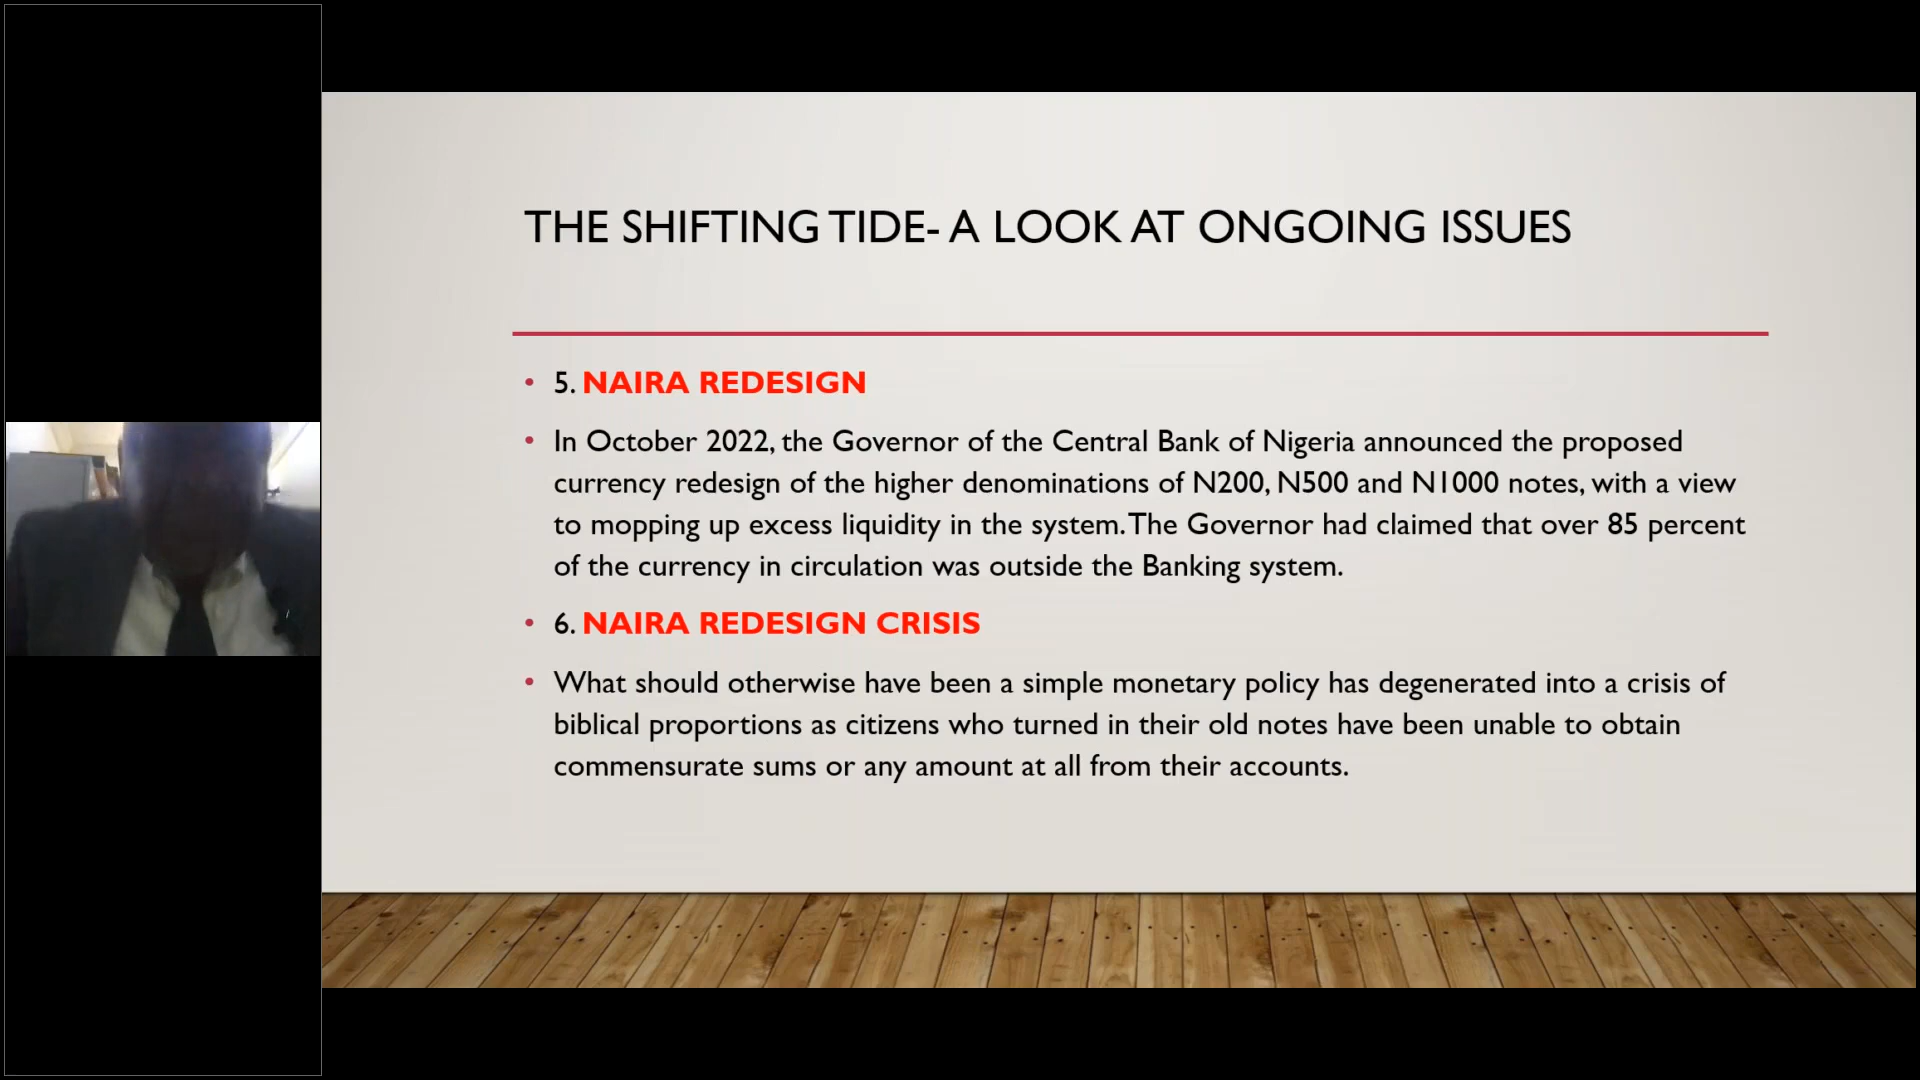 THE SHIFTING TIDE- A LOOK AT ONGOING ISSUES
• 5. NAIRA REDESIGN
• In October 2022, the Governor of the Central Bank of Nigeria announced the proposed
currency redesign of the higher denominations of N200, N500 and N1000 notes, with a view
to mopping up excess liquidity in the system. The Governor had claimed that over 85 percent
of the currency in circulation was outside the Banking system.
• 6. NAIRA REDESIGN CRISIS
• What should otherwise have been a simple monetary policy has degenerated into a crisis of
biblical proportions as citizens who turned in their old notes have been unable to obtain
commensurate sums or any amount at all from their accounts.